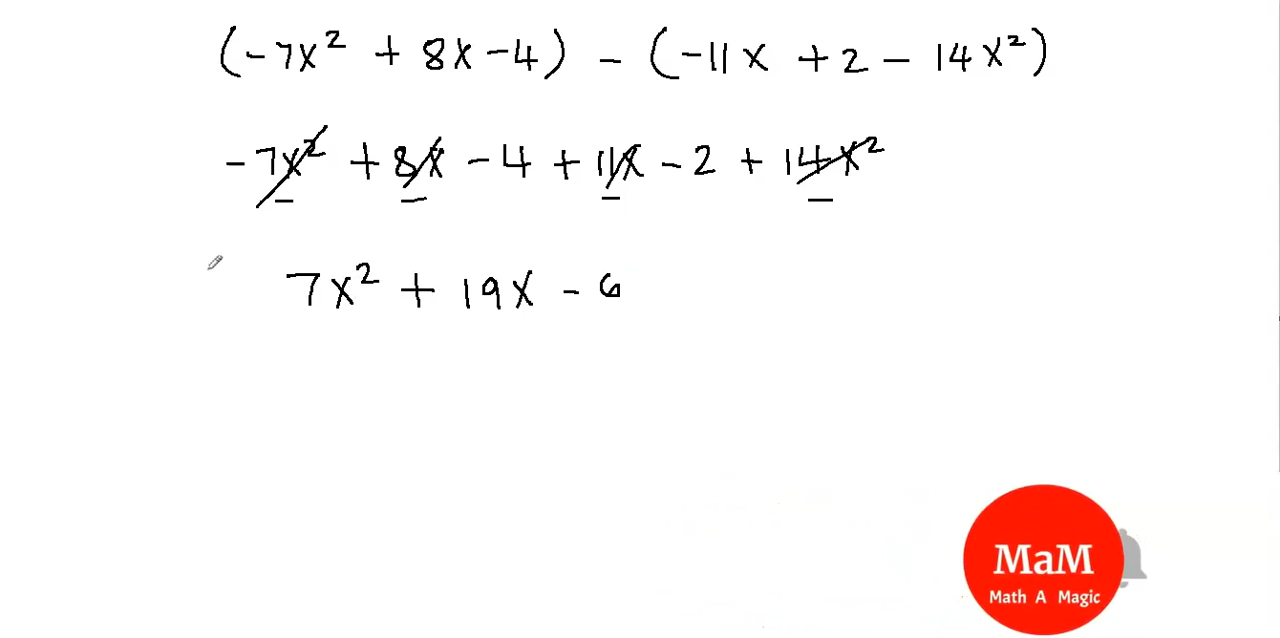 (-7x² + 8x - 4) - (-11x + 2 - 14x²)
-7x² + 8x - 4 + 11x - 2 + 14x²
7x² + 19x - 6
MaM
Math A Magic